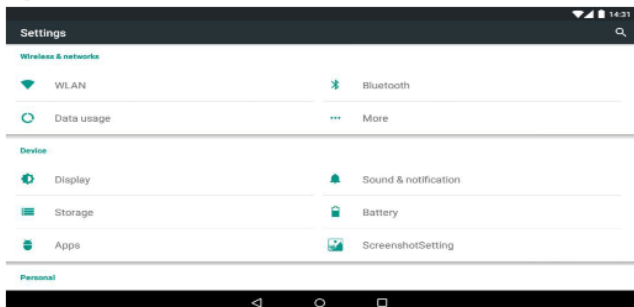 14:31
Settings
Wireless & networks
WLAN
Bluetooth
Data usage
More
Device
Display
Sound & notification
Storage
Battery
Apps
ScreenshotSetting
Personal